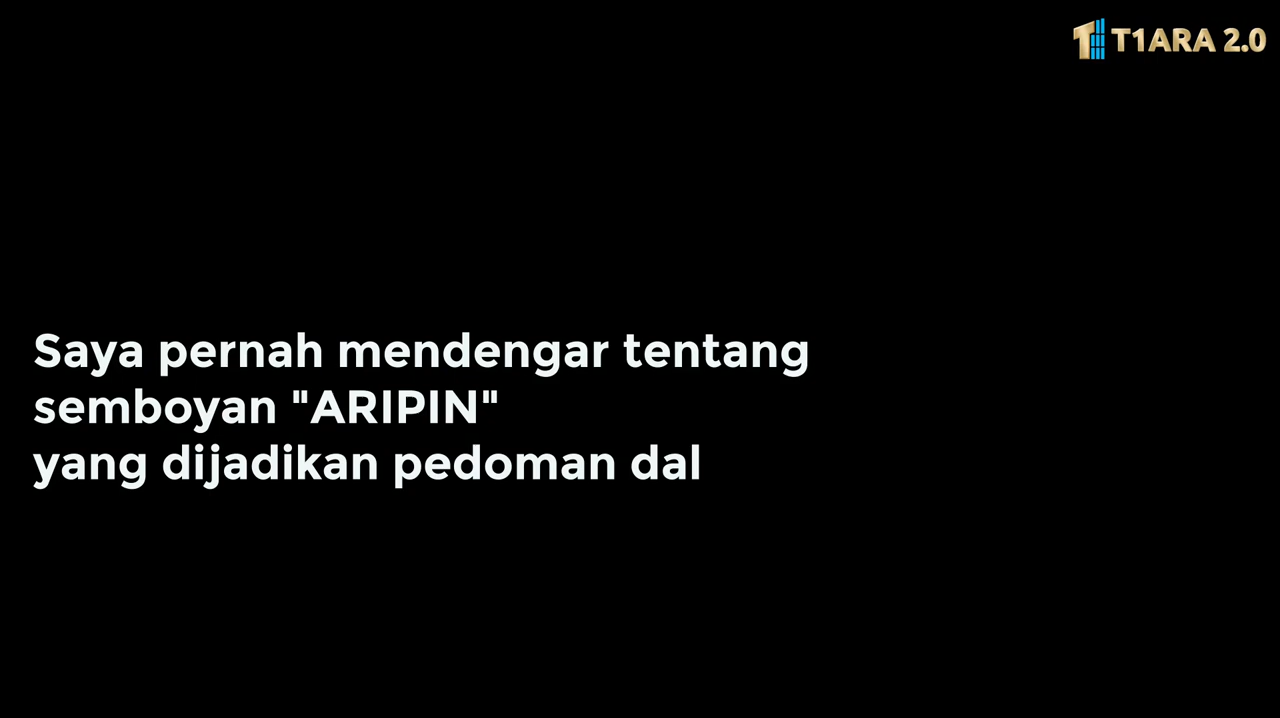 T1ARA 2.0
Saya pernah mendengar tentang
semboyan "ARIPIN"
yang dijadikan pedoman dal